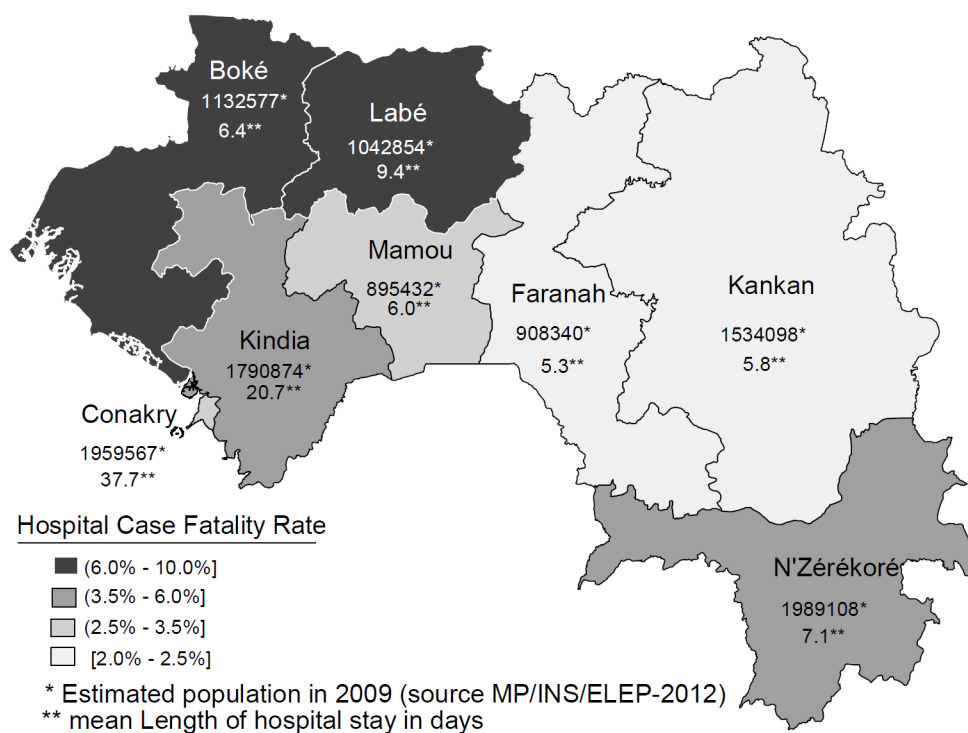 Boké
1132577*
6.4**
Labé
1042854*
9.4**
Mamou
895432*
6.0**
Faranah
908340*
5.3**
Kankan
1534098*
5.8**
Kindia
1790874*
20.7**
Conakry
1959567*
37.7**
N'Zérékoré
1989108*
7.1**
Hospital Case Fatality Rate
(6.0% - 10.0%]
(3.5% - 6.0%]
(2.5% - 3.5%]
[2.0% - 2.5%]
* Estimated population in 2009 (source MP/INS/ELEP-2012)
** mean Length of hospital stay in days